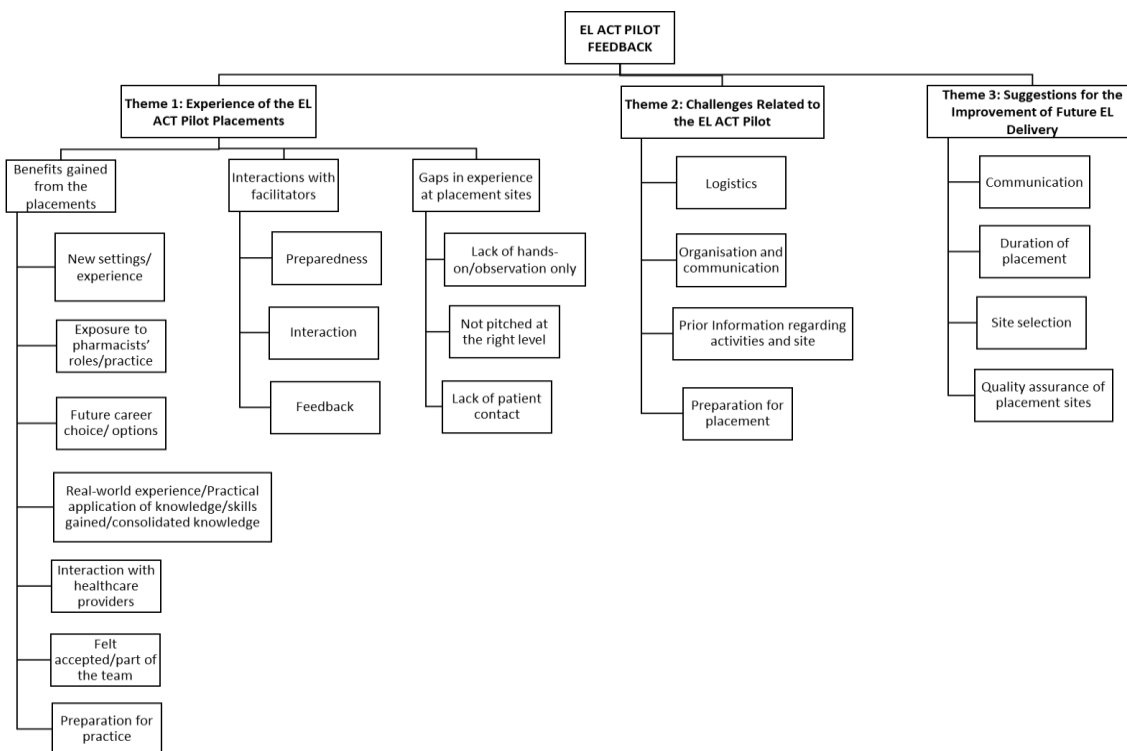 EL ACT PILOT
FEEDBACK
Theme 1: Experience of the EL
ACT Pilot Placements
Benefits gained
from the
placements
New settings/
experience
Exposure to
pharmacists'
roles/practice
Future career
choice/ options
Real-world experience/Practical
application of knowledge/skills
gained/consolidated knowledge
Interaction with
healthcare
providers
Felt
accepted/part of
the team
Preparation for
practice
Interactions with
facilitators
Preparedness
Interaction
Feedback
Gaps in experience
at placement sites
Lack of hands-
on/observation only
Not pitched at
the right level
Lack of patient
contact
Theme 2: Challenges Related to
the EL ACT Pilot
Logistics
Organisation and
communication
Prior Information regarding
activities and site
Preparation for
placement
Theme 3: Suggestions for the
Improvement of Future EL
Delivery
Communication
Duration of
placement
Site selection
Quality assurance of
placement sites